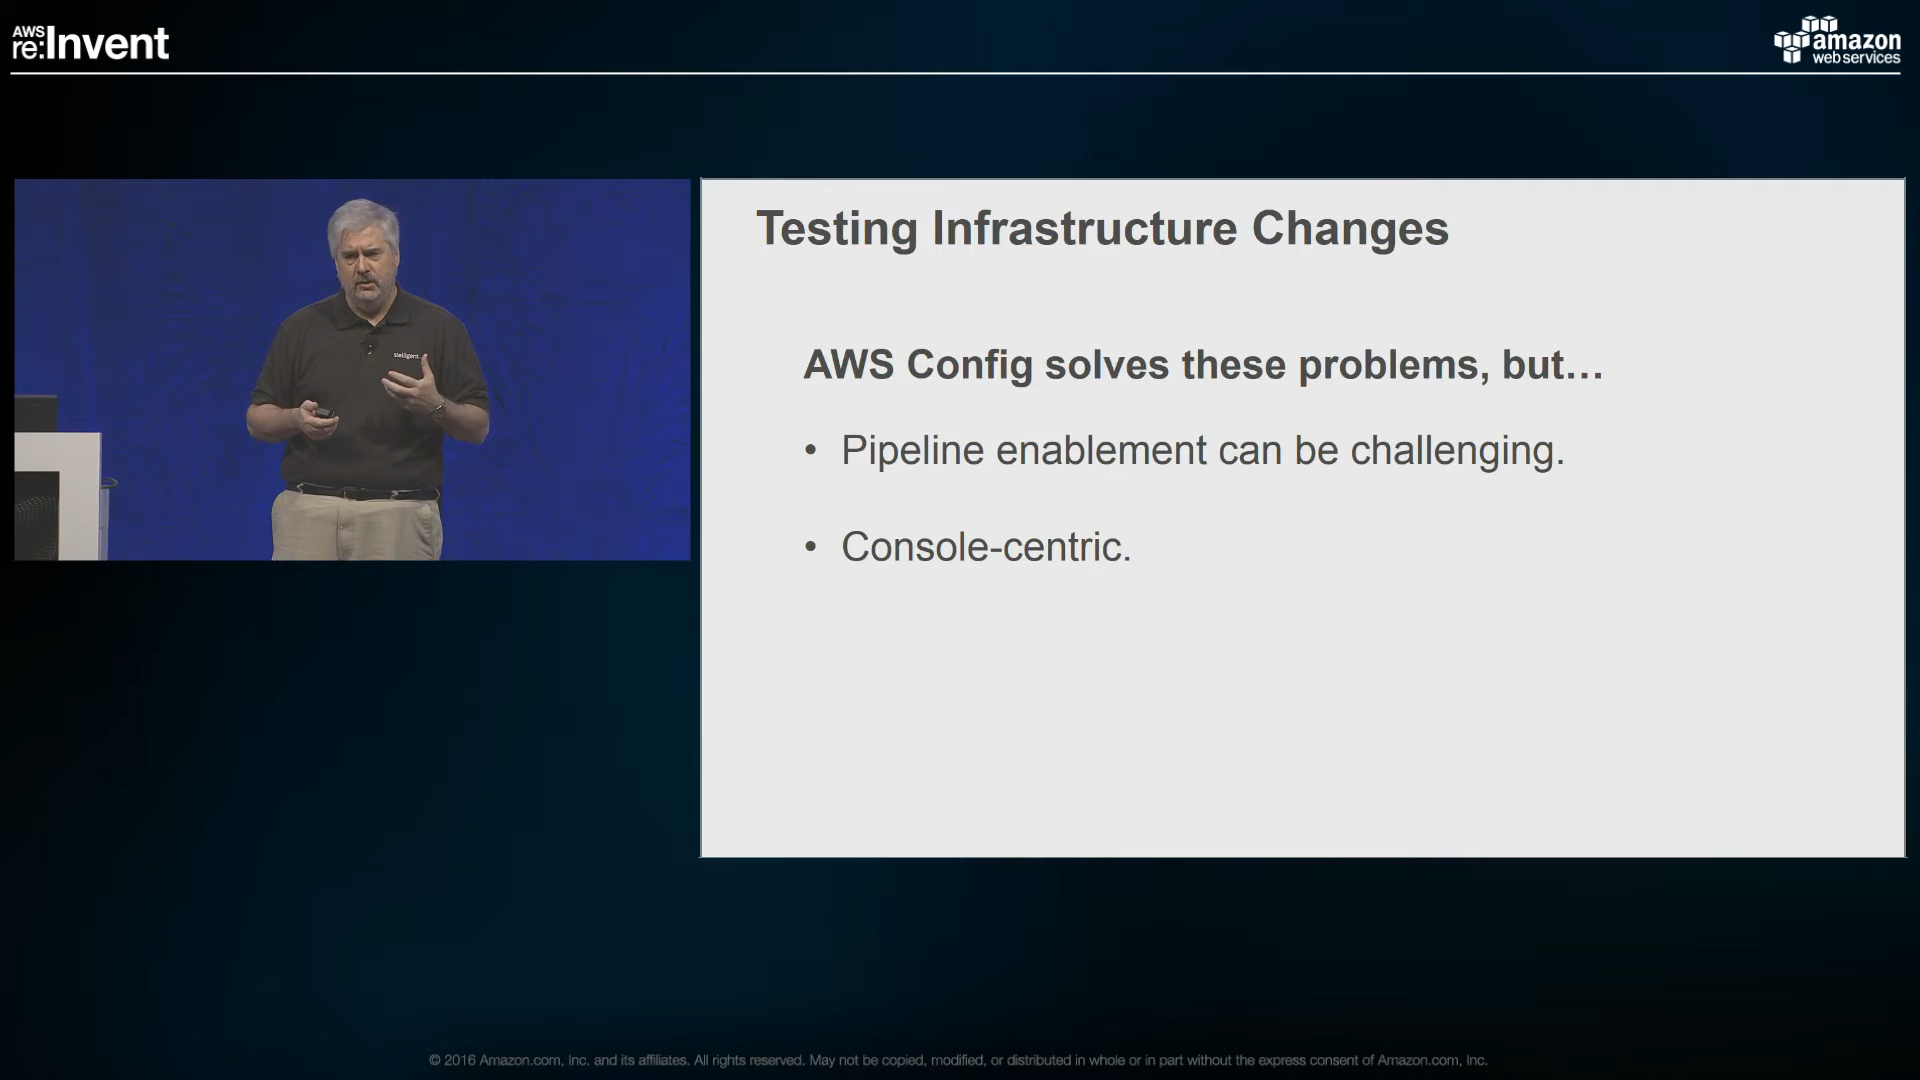 AWS
re:Invent
amazon
webservices
Testing Infrastructure Changes
AWS Config solves these problems, but…
• Pipeline enablement can be challenging.
• Console-centric.
stelligent
© 2016 Amazon.com, Inc. and its affiliates. All rights reserved. May not be copied, modified, or distributed in whole or in part without the express consent of Amazon.com, Inc.